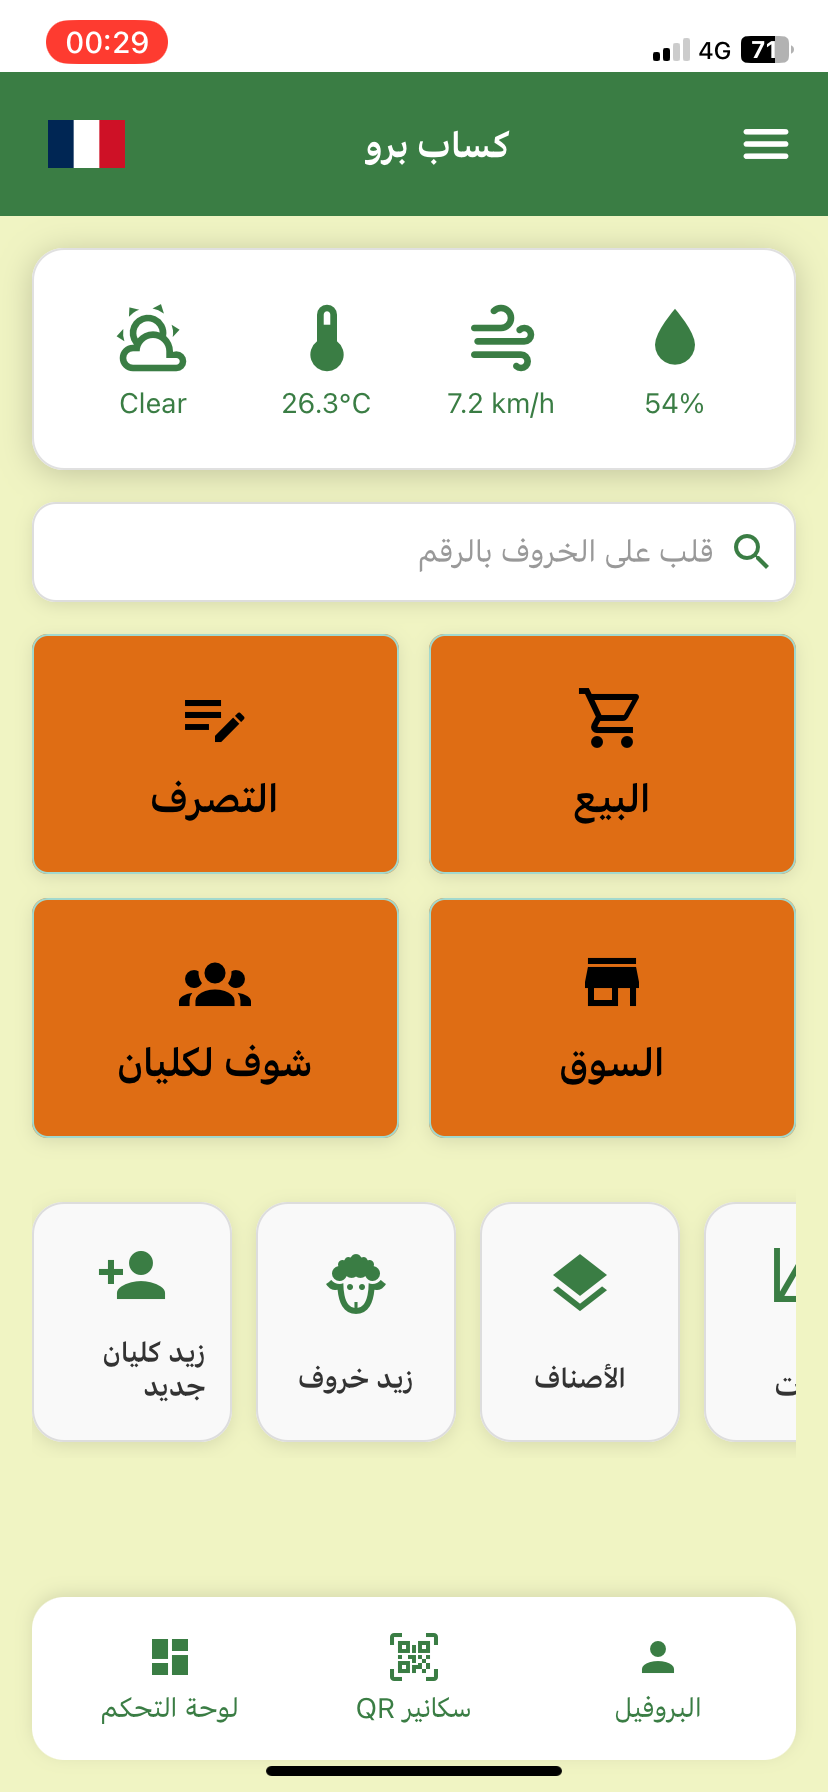 00:29
4G
71
كساب برو
Clear
26.3°C
7.2 km/h
54%
قلب على الخروف بالرقم
البيع
التصرف
السوق
شوف لكليان
زيد كليان
جديد
زيد خروف
الأصناف
ت
البروفيل
سكانير QR
لوحة التحكم